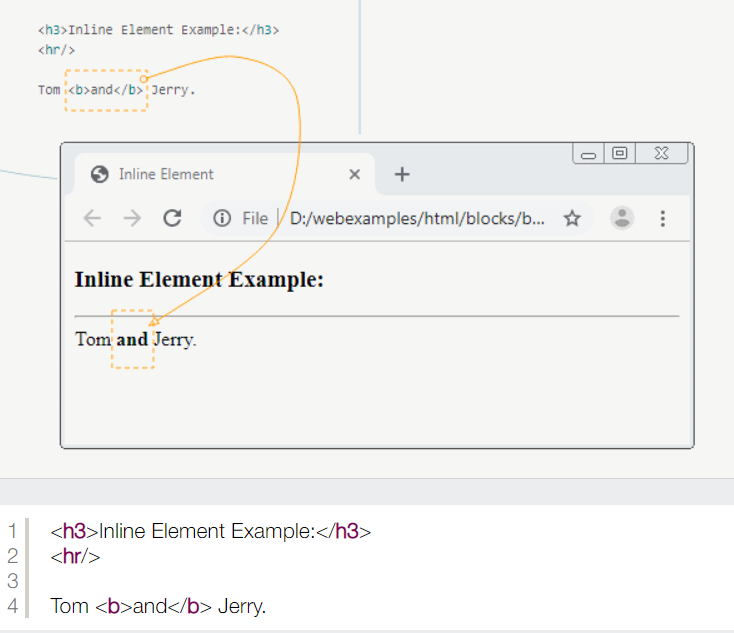 <h3>Inline Element Example:</h3>
<hr/>
Tom <b>and</b> Jerry.
Inline Element
File D:/webexamples/html/blocks/b...
Inline Element Example:
Tom and Jerry.
1 <h3>Inline Element Example:</h3>
2 <hr/>
3
4 Tom <b>and</b> Jerry.